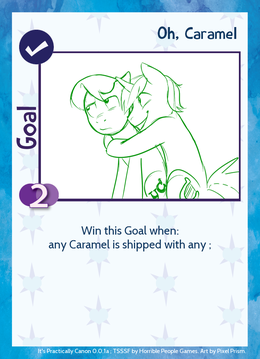 Oh, Caramel
Goal
2
Win this Goal when:
any Caramel is shipped with any ;
It's Practically Canon 0.0.1a ; TSSSF by Horrible People Games. Art by Pixel Prism.